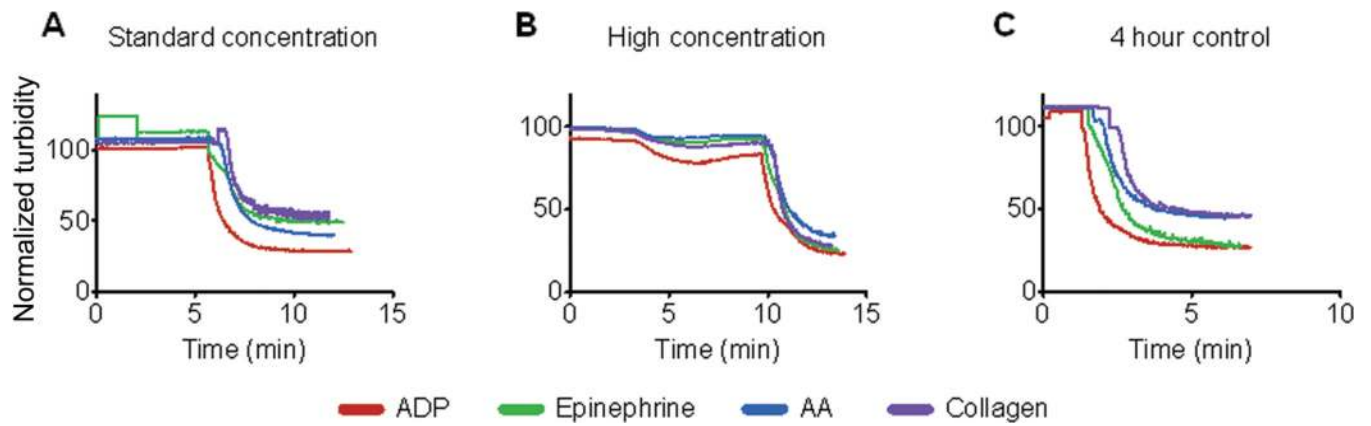 A Standard concentration
B High concentration
C 4 hour control
Normalized turbidity
100
50
0
0 5 10 15
Time (min)
100
50
0
0 5 10 15
Time (min)
100
50
0
0 5 10
Time (min)
ADP Epinephrine AA Collagen